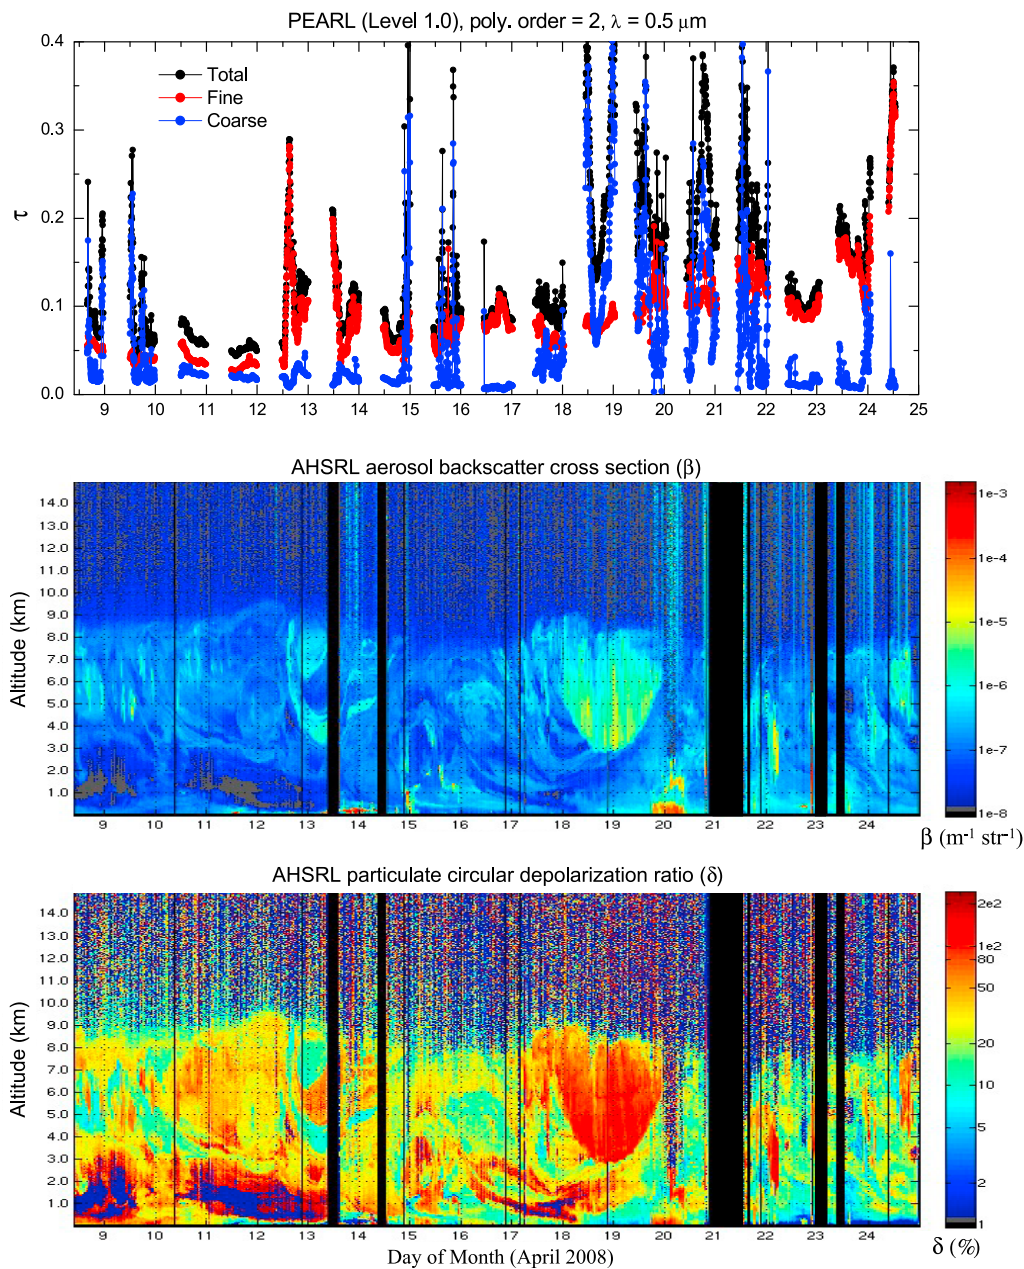 PEARL (Level 1.0), poly. order = 2, λ = 0.5 μm
0.4
0.3
0.2
0.1
0.0
τ
Total
Fine
Coarse
9 10 11 12 13 14 15 16 17 18 19 20 21 22 23 24 25
AHSRL aerosol backscatter cross section (β)
Altitude (km)
14.0
13.0
12.0
11.0
10.0
9.0
8.0
7.0
6.0
5.0
4.0
3.0
2.0
1.0
9 10 11 12 13 14 15 16 17 18 19 20 21 22 23 24
1e-3
1e-4
1e-5
1e-6
1e-7
1e-8
β (m⁻¹ str⁻¹)
AHSRL particulate circular depolarization ratio (δ)
Altitude (km)
14.0
13.0
12.0
11.0
10.0
9.0
8.0
7.0
6.0
5.0
4.0
3.0
2.0
1.0
9 10 11 12 13 14 15 16 17 18 19 20 21 22 23 24
2e2
1e2
80
50
20
10
5
2
1
δ (%)
Day of Month (April 2008)